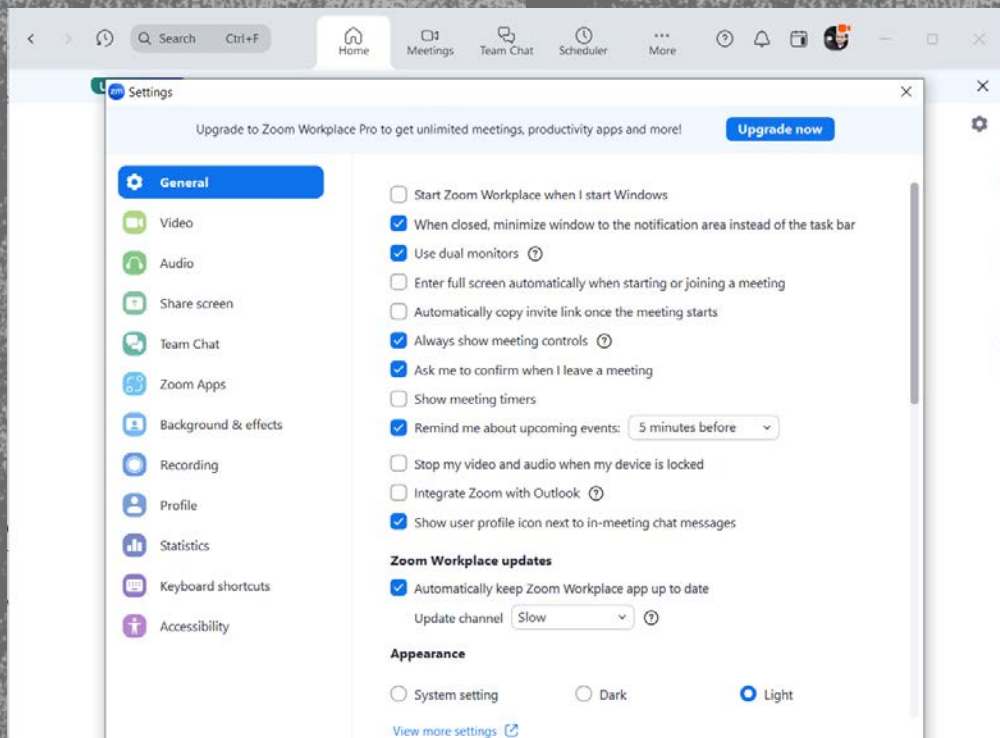 Search Ctrl+F
Home
Meetings
Team Chat
Scheduler
More
zm Settings
Upgrade to Zoom Workplace Pro to get unlimited meetings, productivity apps and more!
Upgrade now
General
Video
Audio
Share screen
Team Chat
Zoom Apps
Background & effects
Recording
Profile
Statistics
Keyboard shortcuts
Accessibility
Start Zoom Workplace when I start Windows
When closed, minimize window to the notification area instead of the task bar
Use dual monitors
Enter full screen automatically when starting or joining a meeting
Automatically copy invite link once the meeting starts
Always show meeting controls
Ask me to confirm when I leave a meeting
Show meeting timers
Remind me about upcoming events: 5 minutes before
Stop my video and audio when my device is locked
Integrate Zoom with Outlook
Show user profile icon next to in-meeting chat messages
Zoom Workplace updates
Automatically keep Zoom Workplace app up to date
Update channel Slow
Appearance
System setting Dark Light
View more settings